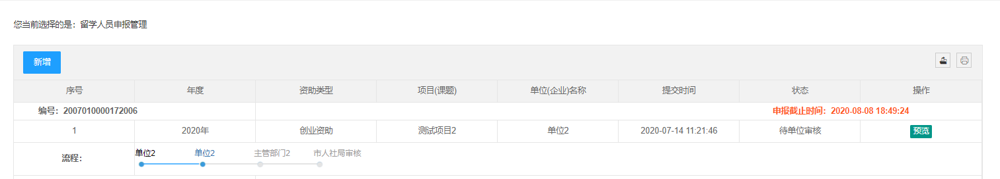 您当前选择的是：留学人员申报管理
新增
序号 年度 资助类型 项目(课题) 单位(企业)名称 提交时间 状态 操作
编号：2007010000172006 申报截止时间：2020-08-08 18:49:24
1 2020年 创业资助 测试项目2 单位2 2020-07-14 11:21:46 待单位审核 预览
流程： 单位2 单位2 主管部门2 市人社局审核